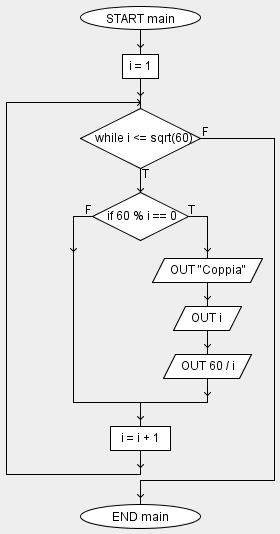 START main
i = 1
while i <= sqrt(60)
F
T
if 60 % i == 0
F
T
OUT "Coppia"
OUT i
OUT 60 / i
i = i + 1
END main